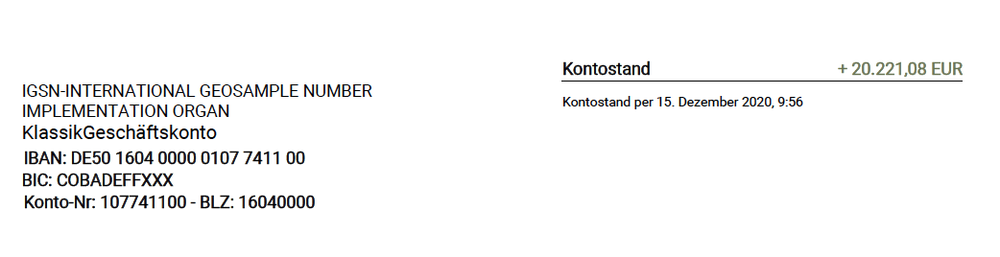 IGSN-INTERNATIONAL GEOSAMPLE NUMBER
IMPLEMENTATION ORGAN
KlassikGeschäftskonto
IBAN: DE50 1604 0000 0107 7411 00
BIC: COBADEFFXXX
Konto-Nr: 107741100 - BLZ: 16040000
Kontostand + 20.221,08 EUR
Kontostand per 15. Dezember 2020, 9:56